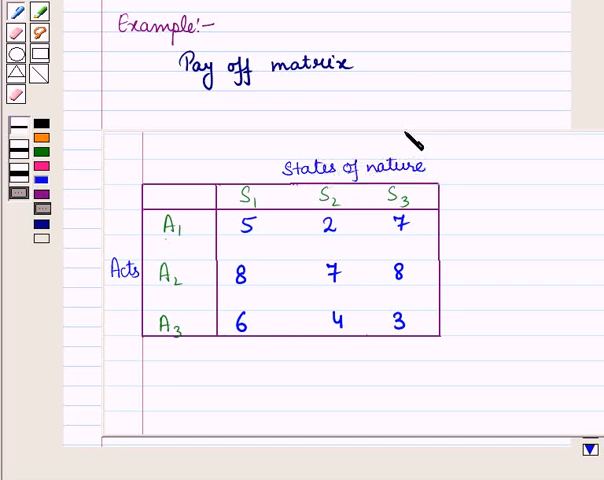 Example:-
Pay off matrix
States of nature
S1 S2 S3
A1 5 2 7
Acts A2 8 7 8
A3 6 4 3